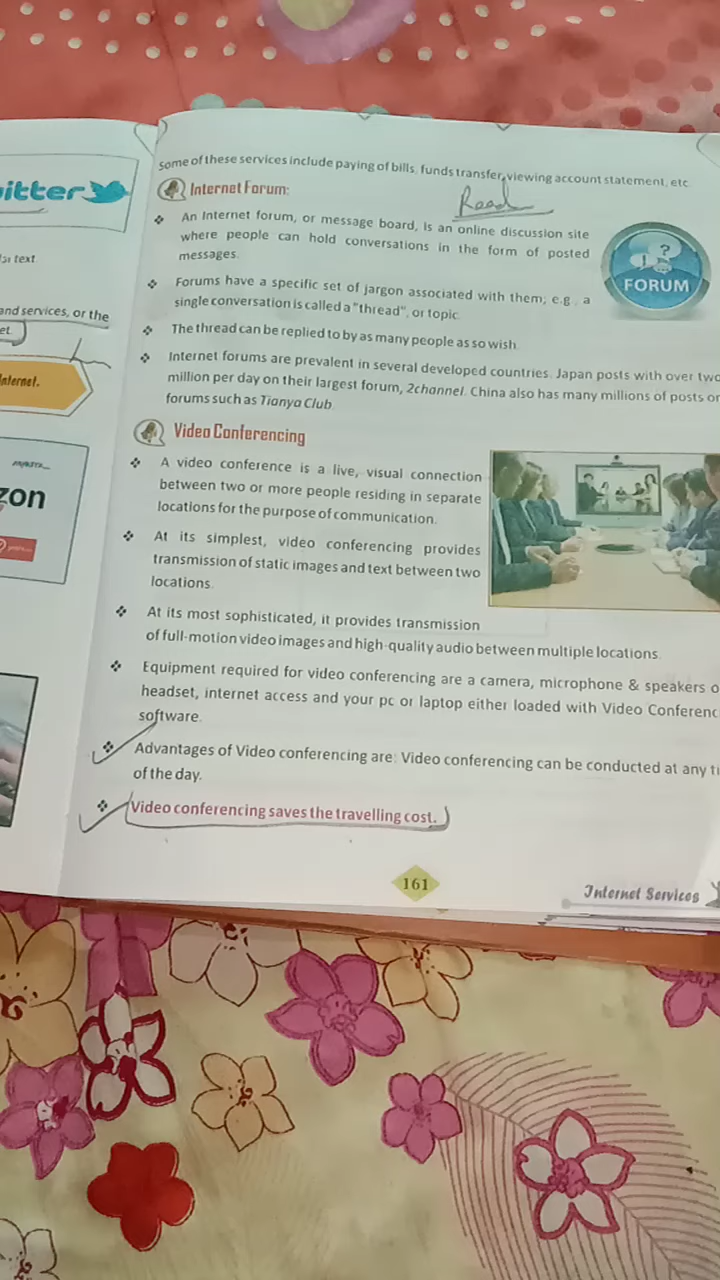 some of these services include paying of bills, funds transfer, viewing account statement, etc.
Internet Forum:
Read
An Internet forum, or message board, is an online discussion site
where people can hold conversations in the form of posted
messages.
FORUM
Forums have a specific set of jargon associated with them; e.g., a
single conversation is called a "thread", or topic.
The thread can be replied to by as many people as so wish.
Internet forums are prevalent in several developed countries. Japan posts with over two
million per day on their largest forum, 2channel. China also has many millions of posts on
forums such as Tianya Club.
Video Conferencing
A video conference is a live, visual connection
between two or more people residing in separate
locations for the purpose of communication.
At its simplest, video conferencing provides
transmission of static images and text between two
locations.
At its most sophisticated, it provides transmission
of full-motion video images and high-quality audio between multiple locations.
Equipment required for video conferencing are a camera, microphone & speakers o
headset, internet access and your pc or laptop either loaded with Video Conferenc
software.
Advantages of Video conferencing are: Video conferencing can be conducted at any ti
of the day.
Video conferencing saves the travelling cost.
161
Internet Services
itter
text.
and services, or the
et.
Internet.
zon